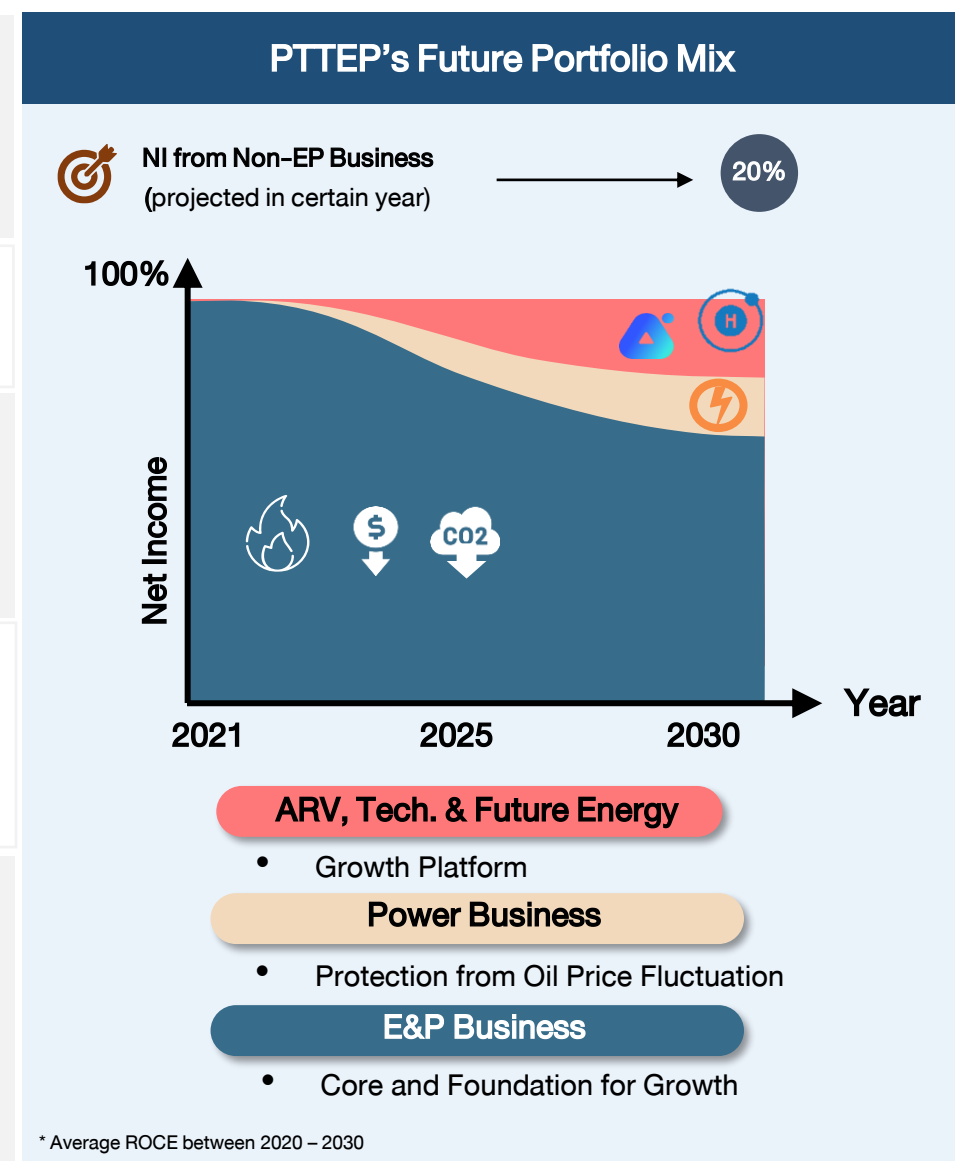 PTTEP’s Future Portfolio Mix
NI from Non-EP Business
(projected in certain year)
20%
100%
H
Net Income
$
CO2
Year
2021
2025
2030
ARV, Tech. & Future Energy
• Growth Platform
Power Business
• Protection from Oil Price Fluctuation
E&P Business
• Core and Foundation for Growth
* Average ROCE between 2020 – 2030